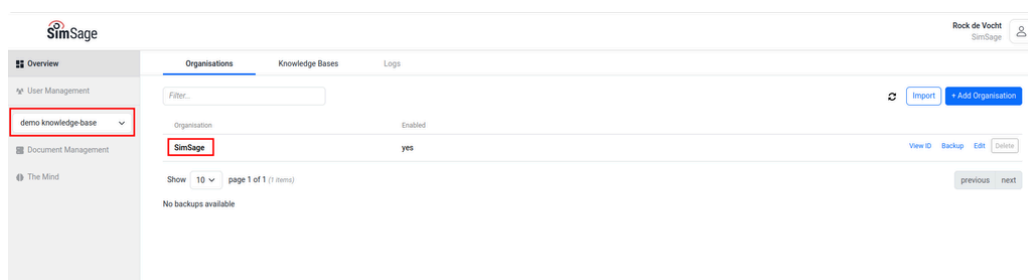 SimSage
Rock de Vocht
SimSage
Overview
Organisations Knowledge Bases Logs
User Management
Filter...
Import + Add Organisation
demo knowledge-base
Organisation Enabled
Document Management
SimSage yes View ID Backup Edit Delete
The Mind
Show 10 page 1 of 1 (1 items) previous next
No backups available